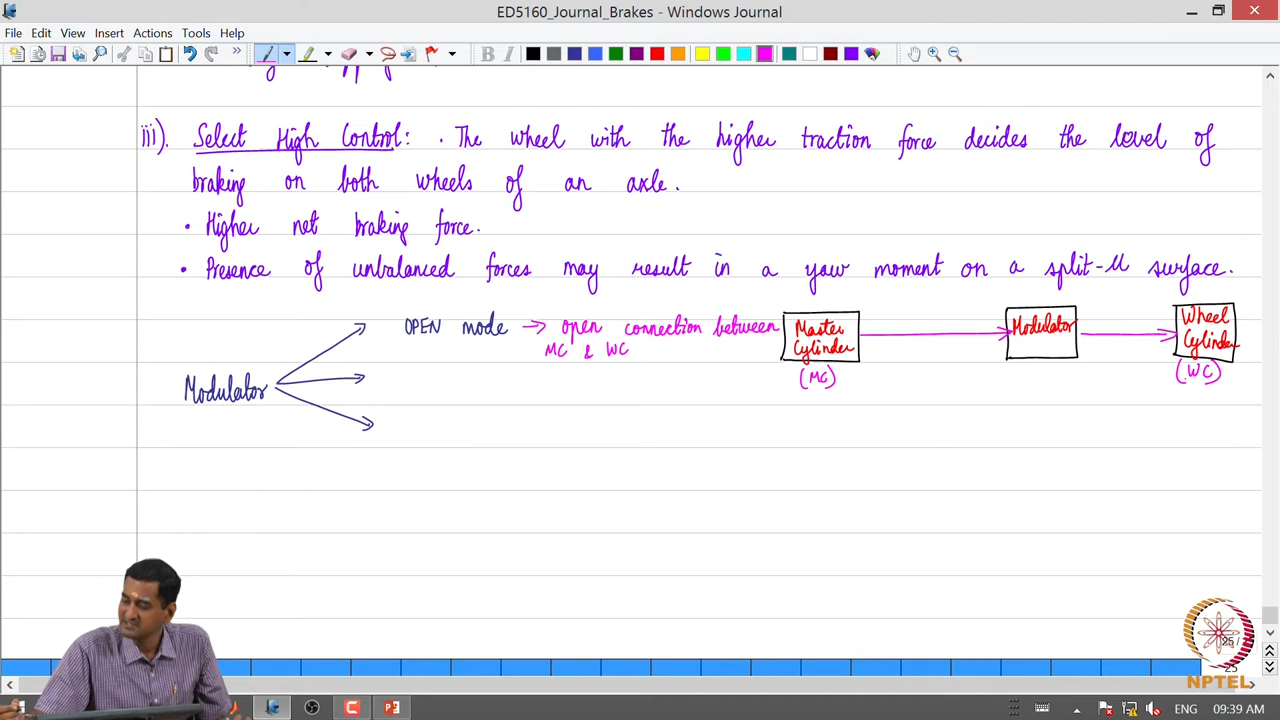 ED5160_Journal_Brakes - Windows Journal
File Edit View Insert Actions Tools Help
iii). Select High Control: · The wheel with the higher traction force decides the level of
braking on both wheels of an axle.
· Higher net braking force.
· Presence of unbalanced forces may result in a yaw moment on a split-μ surface.
Modulator
OPEN mode → open connection between
MC & WC
Master
Cylinder
(MC)
Modulator
Wheel
Cylinder
(WC)
25 /
25
NPTEL
ENG 09:39 AM